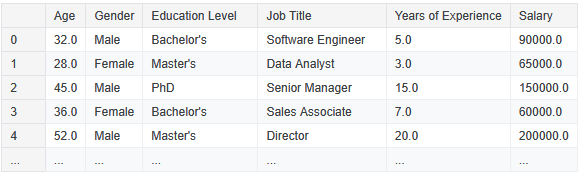 Age Gender Education Level Job Title Years of Experience Salary
0 32.0 Male Bachelor's Software Engineer 5.0 90000.0
1 28.0 Female Master's Data Analyst 3.0 65000.0
2 45.0 Male PhD Senior Manager 15.0 150000.0
3 36.0 Female Bachelor's Sales Associate 7.0 60000.0
4 52.0 Male Master's Director 20.0 200000.0
... ... ... ... ... ... ...